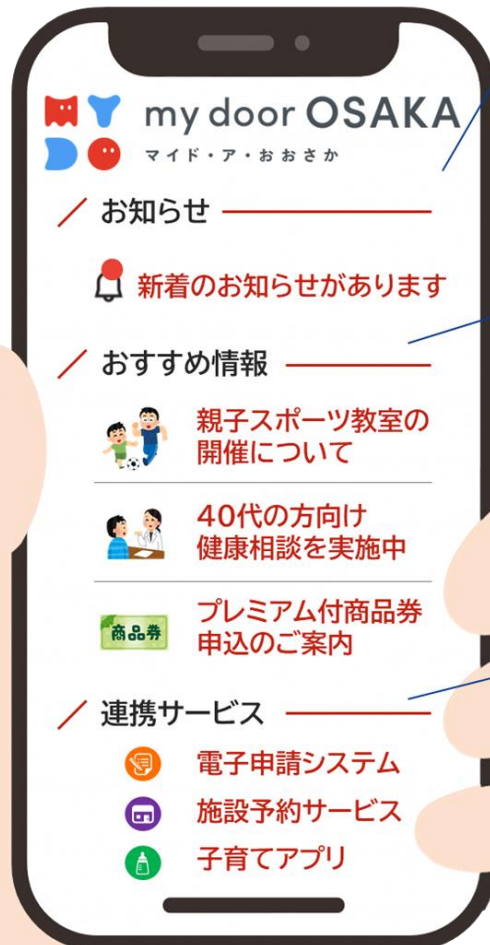 MY
DO
my door OSAKA
マイド・ア・おおさか
お知らせ
新着のお知らせがあります
おすすめ情報
親子スポーツ教室の
開催について
40代の方向け
健康相談を実施中
商品券
プレミアム付商品券
申込のご案内
連携サービス
電子申請システム
施設予約サービス
子育てアプリ